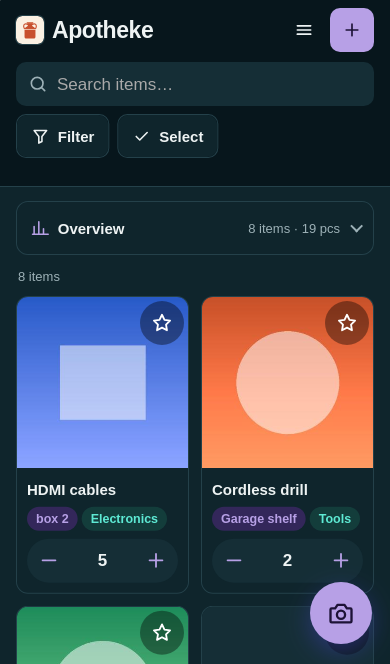 Apotheke
Search items…
Filter
Select
Overview
8 items · 19 pcs
8 items
HDMI cables
box 2
Electronics
5
Cordless drill
Garage shelf
Tools
2